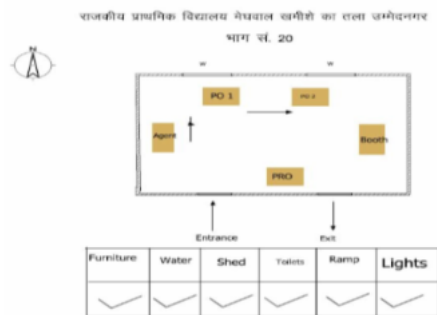 राजकीय प्राथमिक विद्यालय मेघवाल खमीशे का तला उम्मेदनगर
भाग सं. 20
N
W W
PO 1 PO 2
Agent Booth
PRO
Entrance Exit
Furniture Water Shed Toilets Ramp Lights